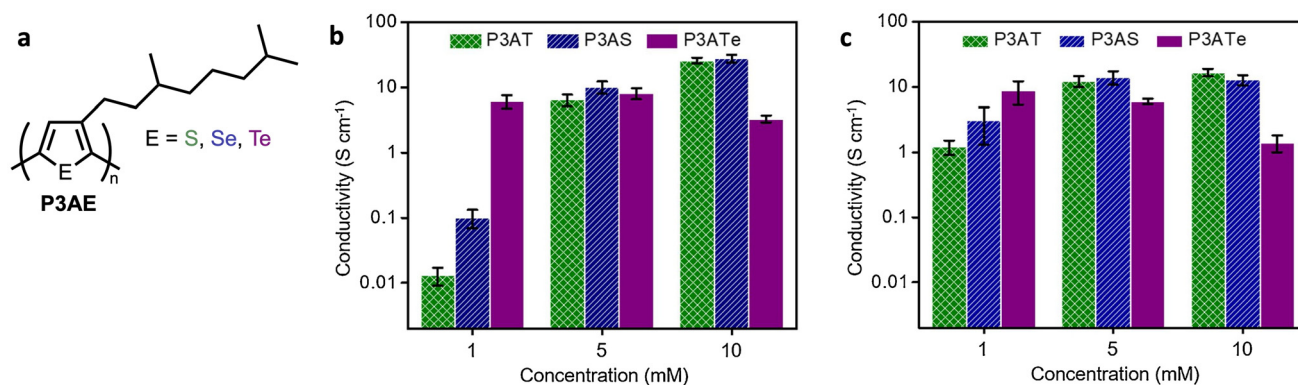 a
E = S, Se, Te
E
n
P3AE
b
P3AT P3AS P3ATe
Conductivity (S cm⁻¹)
100
10
1
0.1
0.01
1 5 10
Concentration (mM)
c
P3AT P3AS P3ATe
Conductivity (S cm⁻¹)
100
10
1
0.1
0.01
1 5 10
Concentration (mM)